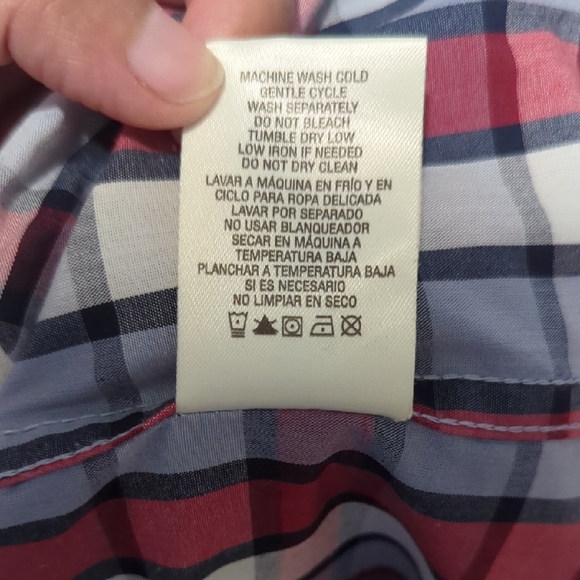 MACHINE WASH COLD
GENTLE CYCLE
WASH SEPARATELY
DO NOT BLEACH
TUMBLE DRY LOW
LOW IRON IF NEEDED
DO NOT DRY CLEAN
LAVAR A MÁQUINA EN FRÍO Y EN
CICLO PARA ROPA DELICADA
LAVAR POR SEPARADO
NO USAR BLANQUEADOR
SECAR EN MÁQUINA A
TEMPERATURA BAJA
PLANCHAR A TEMPERATURA BAJA
SI ES NECESARIO
NO LIMPIAR EN SECO